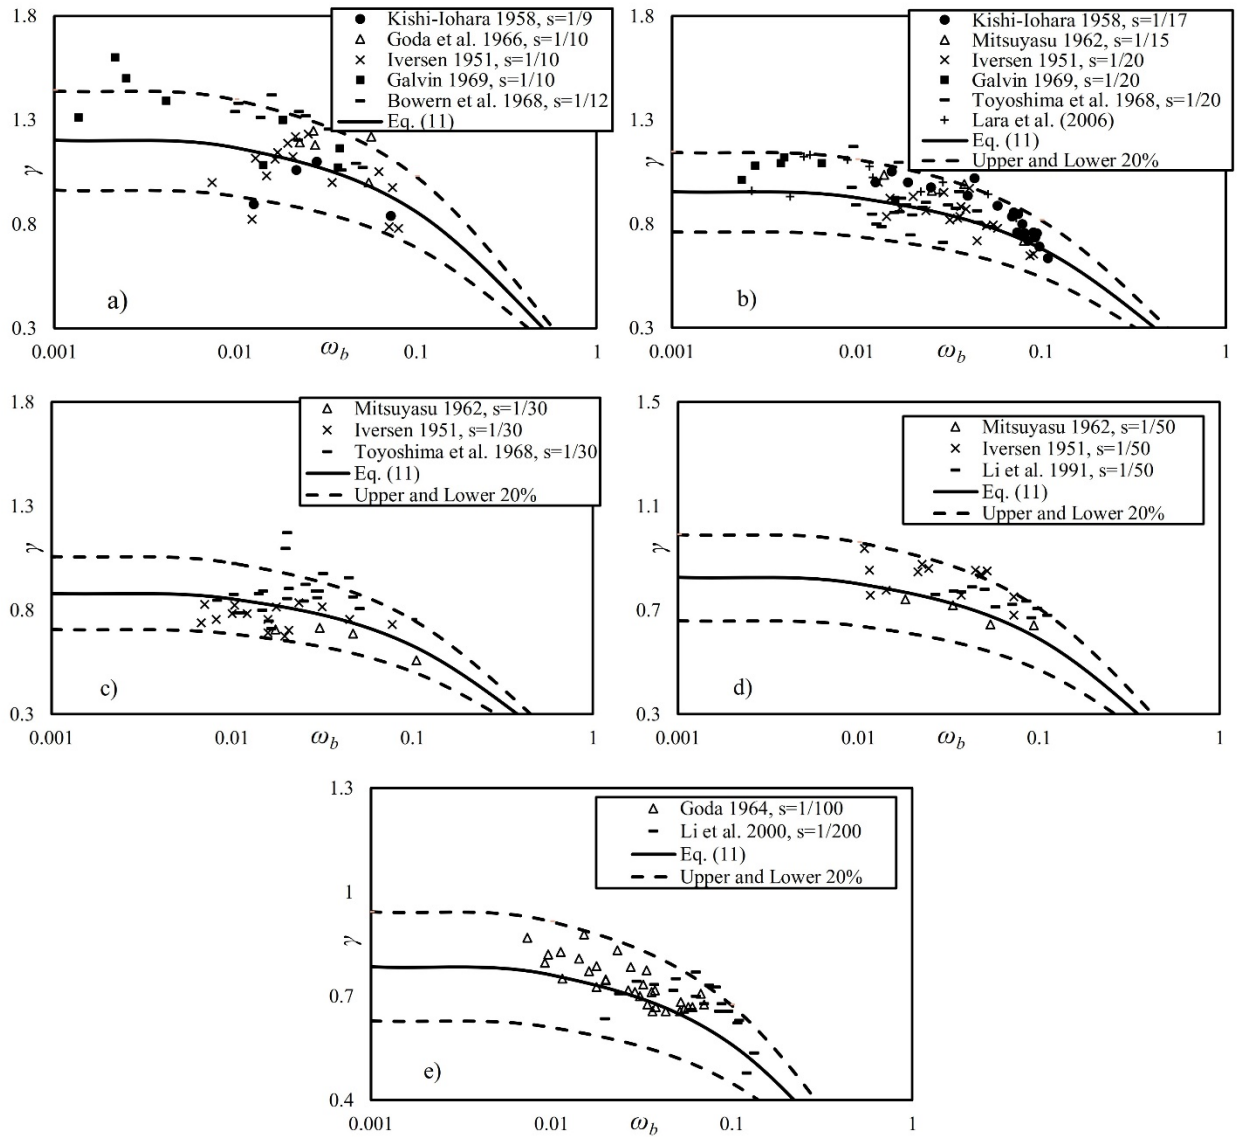 1.8
1.3
0.8
0.3
γ
Kishi-Iohara 1958, s=1/9
Goda et al. 1966, s=1/10
Iversen 1951, s=1/10
Galvin 1969, s=1/10
Bowern et al. 1968, s=1/12
Eq. (11)
a)
0.001
0.01
ω_b
0.1
1
1.8
1.3
0.8
0.3
γ
Kishi-Iohara 1958, s=1/17
Mitsuyasu 1962, s=1/15
Iversen 1951, s=1/20
Galvin 1969, s=1/20
Toyoshima et al. 1968, s=1/20
Lara et al. (2006)
Eq. (11)
Upper and Lower 20%
b)
0.001
0.01
ω_b
0.1
1
1.8
1.3
0.8
0.3
γ
Mitsuyasu 1962, s=1/30
Iversen 1951, s=1/30
Toyoshima et al. 1968, s=1/30
Eq. (11)
Upper and Lower 20%
c)
0.001
0.01
ω_b
0.1
1
1.5
1.1
0.7
0.3
γ
Mitsuyasu 1962, s=1/50
Iversen 1951, s=1/50
Li et al. 1991, s=1/50
Eq. (11)
Upper and Lower 20%
d)
0.001
0.01
ω_b
0.1
1
1.3
1
0.7
0.4
γ
Goda 1964, s=1/100
Li et al. 2000, s=1/200
Eq. (11)
Upper and Lower 20%
e)
0.001
0.01
ω_b
0.1
1